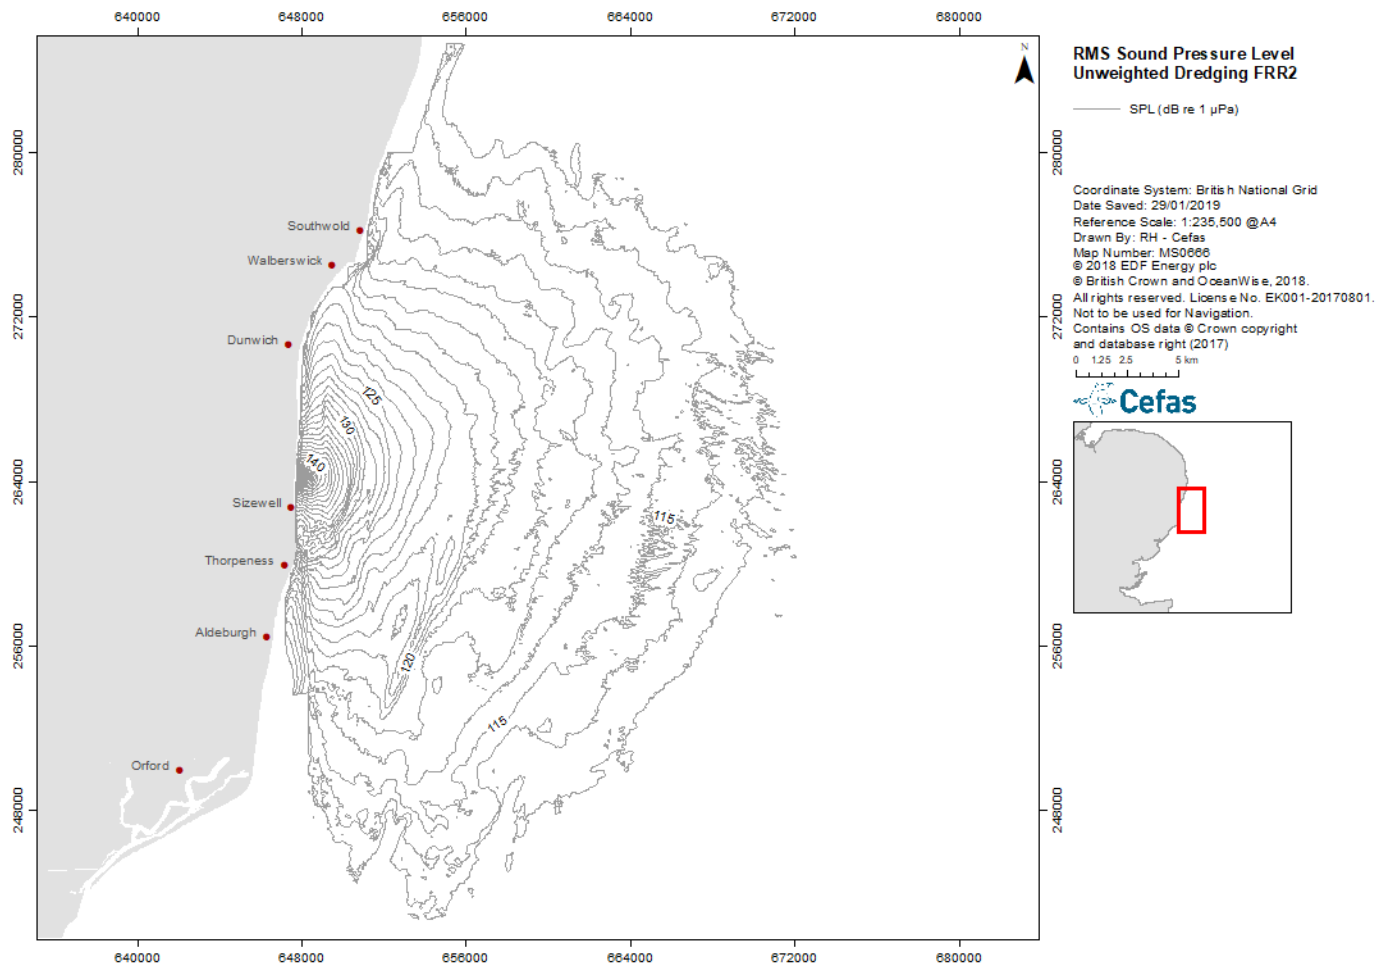 640000
648000
656000
664000
672000
680000
N
RMS Sound Pressure Level
Unweighted Dredging FRR2
SPL (dB re 1 µPa)
280000
280000
Coordinate System: British National Grid
Date Saved: 29/01/2019
Reference Scale: 1:235,500 @A4
Drawn By: RH - Cefas
Map Number: MS0666
© 2018 EDF Energy plc
© British Crown and OceanWise, 2018.
All rights reserved. License No. EK001-20170801.
Not to be used for Navigation.
Contains OS data © Crown copyright
and database right (2017)
0 1.25 2.5 5 km
Cefas
Southwold
Walberswick
272000
272000
Dunwich
125
130
140
264000
264000
Sizewell
115
Thorpeness
Aldeburgh
256000
256000
120
115
Orford
248000
248000
640000
648000
656000
664000
672000
680000